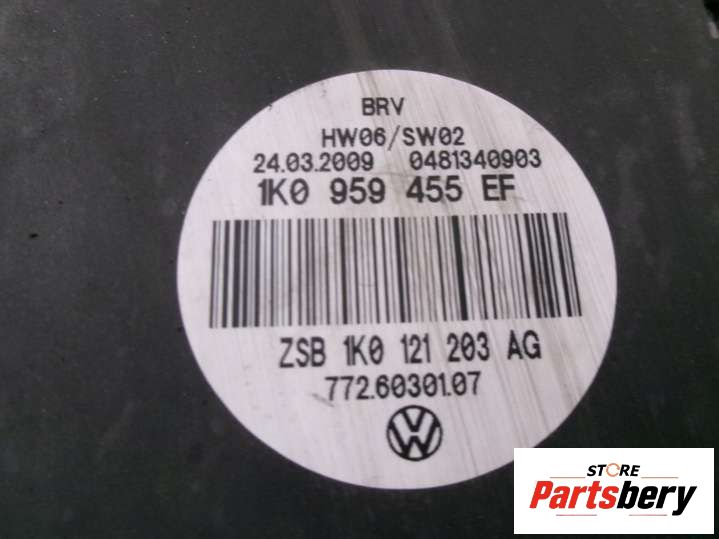 BRV
HW06/SW02
24.03.2009 0481340903
1K0 959 455 EF
ZSB 1K0 121 203 AG
772.60301.07
VW
STORE
Partsbery